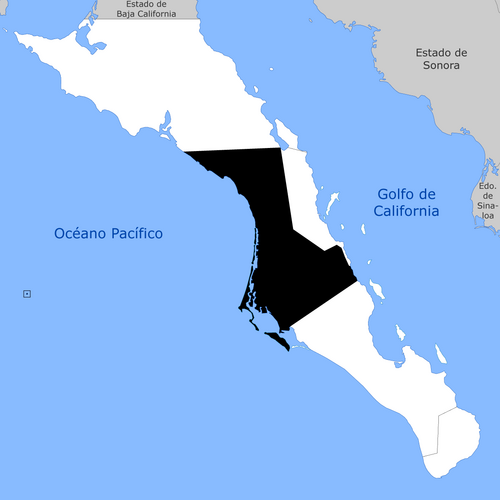 Estado de
Baja California
Estado de
Sonora
Edo.
de
Sina-
loa
Golfo de
California
Océano Pacífico